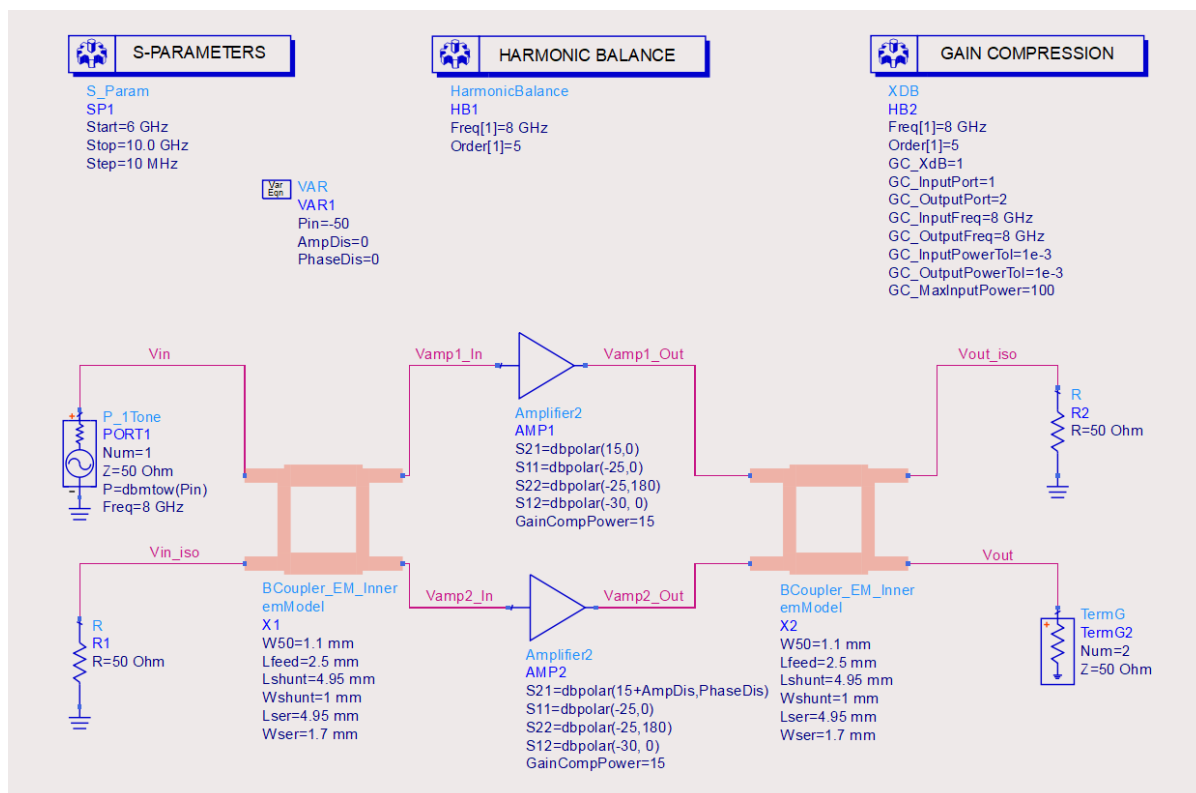 S-PARAMETERS
S_Param
SP1
Start=6 GHz
Stop=10.0 GHz
Step=10 MHz
HARMONIC BALANCE
HarmonicBalance
HB1
Freq[1]=8 GHz
Order[1]=5
GAIN COMPRESSION
XDB
HB2
Freq[1]=8 GHz
Order[1]=5
GC_XdB=1
GC_InputPort=1
GC_OutputPort=2
GC_InputFreq=8 GHz
GC_OutputFreq=8 GHz
GC_InputPowerTol=1e-3
GC_OutputPowerTol=1e-3
GC_MaxInputPower=100
Var
Eqn
VAR
VAR1
Pin=-50
AmpDis=0
PhaseDis=0
Vin
P_1Tone
PORT1
Num=1
Z=50 Ohm
P=dbmtow(Pin)
Freq=8 GHz
Vin_iso
R
R1
R=50 Ohm
BCoupler_EM_Inner
emModel
X1
W50=1.1 mm
Lfeed=2.5 mm
Lshunt=4.95 mm
Wshunt=1 mm
Lser=4.95 mm
Wser=1.7 mm
Vamp1_In
Vamp1_Out
Amplifier2
AMP1
S21=dbpolar(15,0)
S11=dbpolar(-25,0)
S22=dbpolar(-25,180)
S12=dbpolar(-30, 0)
GainCompPower=15
Vamp2_In
Vamp2_Out
Amplifier2
AMP2
S21=dbpolar(15+AmpDis,PhaseDis)
S11=dbpolar(-25,0)
S22=dbpolar(-25,180)
S12=dbpolar(-30, 0)
GainCompPower=15
BCoupler_EM_Inner
emModel
X2
W50=1.1 mm
Lfeed=2.5 mm
Lshunt=4.95 mm
Wshunt=1 mm
Lser=4.95 mm
Wser=1.7 mm
Vout_iso
R
R2
R=50 Ohm
Vout
TermG
TermG2
Num=2
Z=50 Ohm